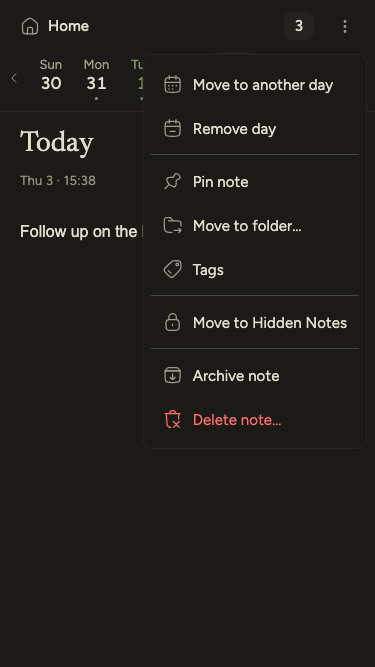 Home
3
Sun Mon
30 31
Move to another day
Remove day
Today
Thu 3 · 15:38
Pin note
Move to folder...
Follow up on the
Tags
Move to Hidden Notes
Archive note
Delete note...